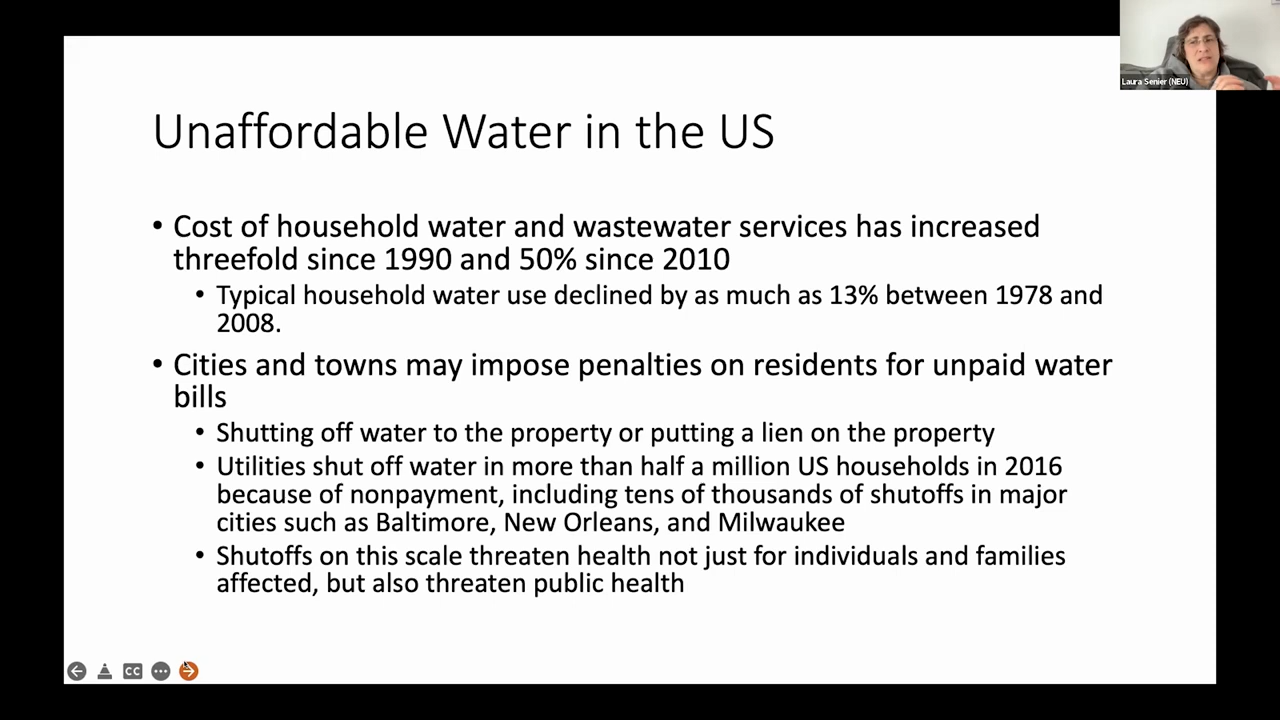 Laura Senier (NEU)
Unaffordable Water in the US
• Cost of household water and wastewater services has increased
threefold since 1990 and 50% since 2010
• Typical household water use declined by as much as 13% between 1978 and
2008.
• Cities and towns may impose penalties on residents for unpaid water
bills
• Shutting off water to the property or putting a lien on the property
• Utilities shut off water in more than half a million US households in 2016
because of nonpayment, including tens of thousands of shutoffs in major
cities such as Baltimore, New Orleans, and Milwaukee
• Shutoffs on this scale threaten health not just for individuals and families
affected, but also threaten public health
CC